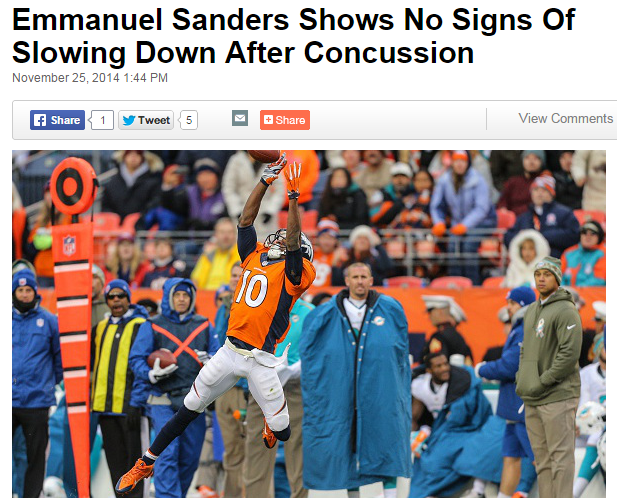 Emmanuel Sanders Shows No Signs Of
Slowing Down After Concussion
November 25, 2014 1:44 PM
Share 1 Tweet 5 Share View Comments
NFL
10